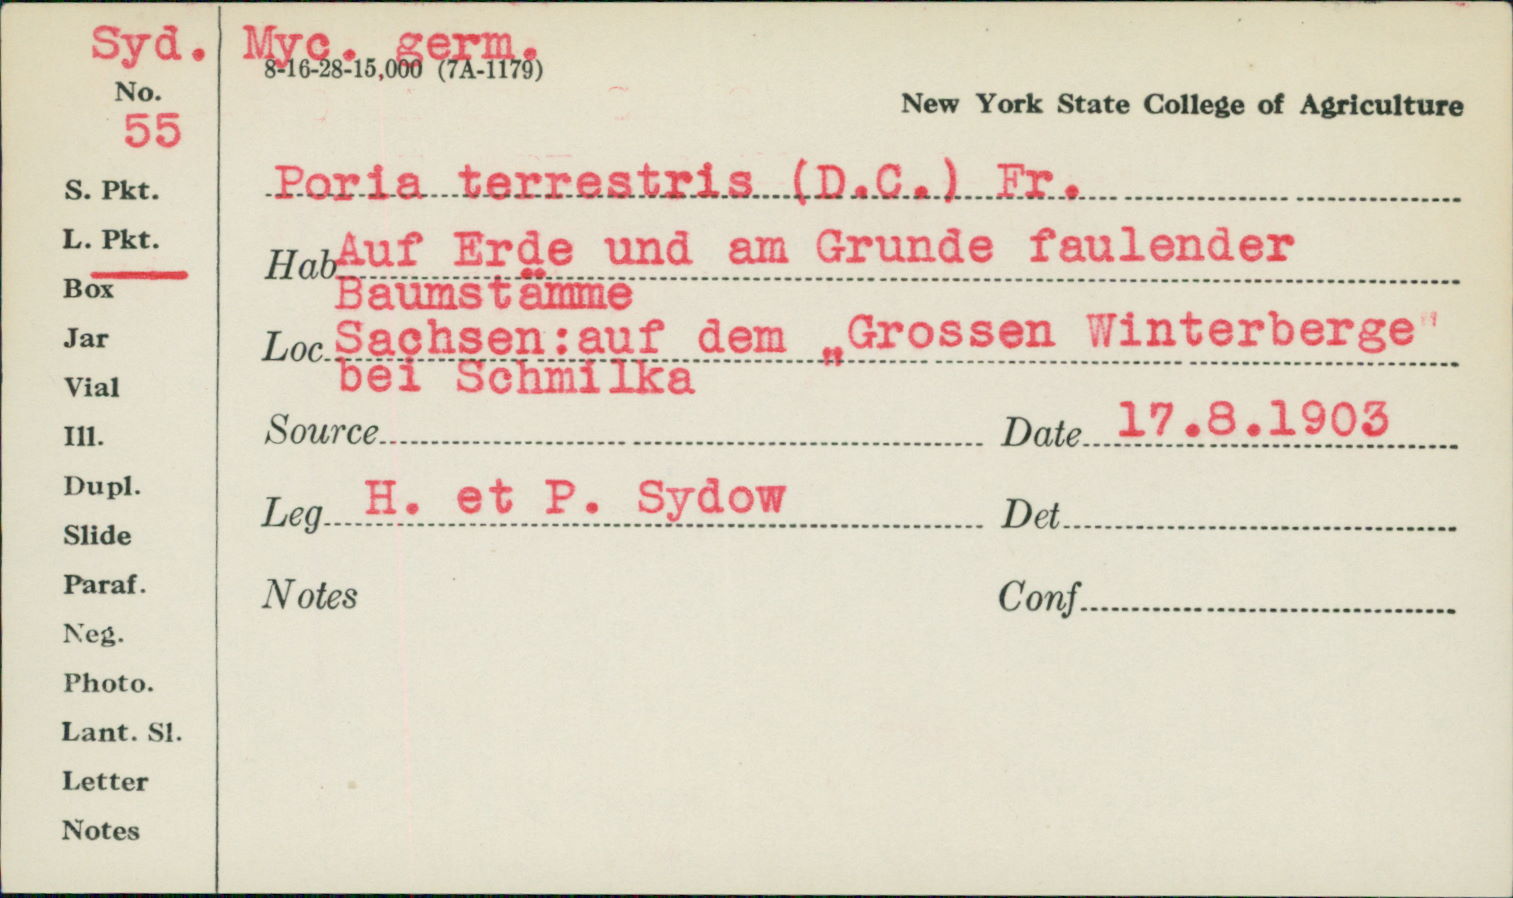 Syd. Myc. germ.
8-16-28-15,000 (7A-1179)
No.
55
New York State College of Agriculture
S. Pkt.
Poria terrestris (D.C.) Fr.
L. Pkt.
Hab Auf Erde und am Grunde faulender
Baumstämme
Box
Jar
Loc Sachsen:auf dem „Grossen Winterberge"
bei Schmilka
Vial
Ill.
Source Date 17.8.1903
Dupl.
Leg H. et P. Sydow Det
Slide
Paraf.
Notes Conf
Neg.
Photo.
Lant. Sl.
Letter
Notes